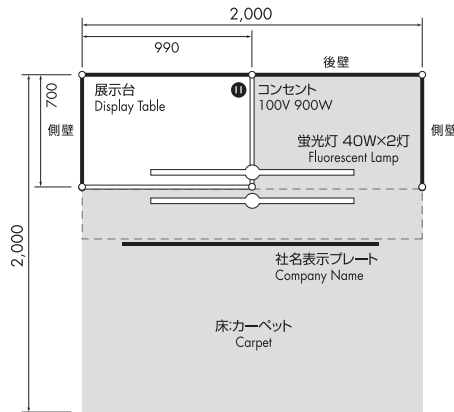 2,000
990
後壁
展示台
Display Table
コンセント
100V 900W
700
側壁
側壁
蛍光灯 40W×2灯
Fluorescent Lamp
2,000
社名表示プレート
Company Name
床:カーペット
Carpet